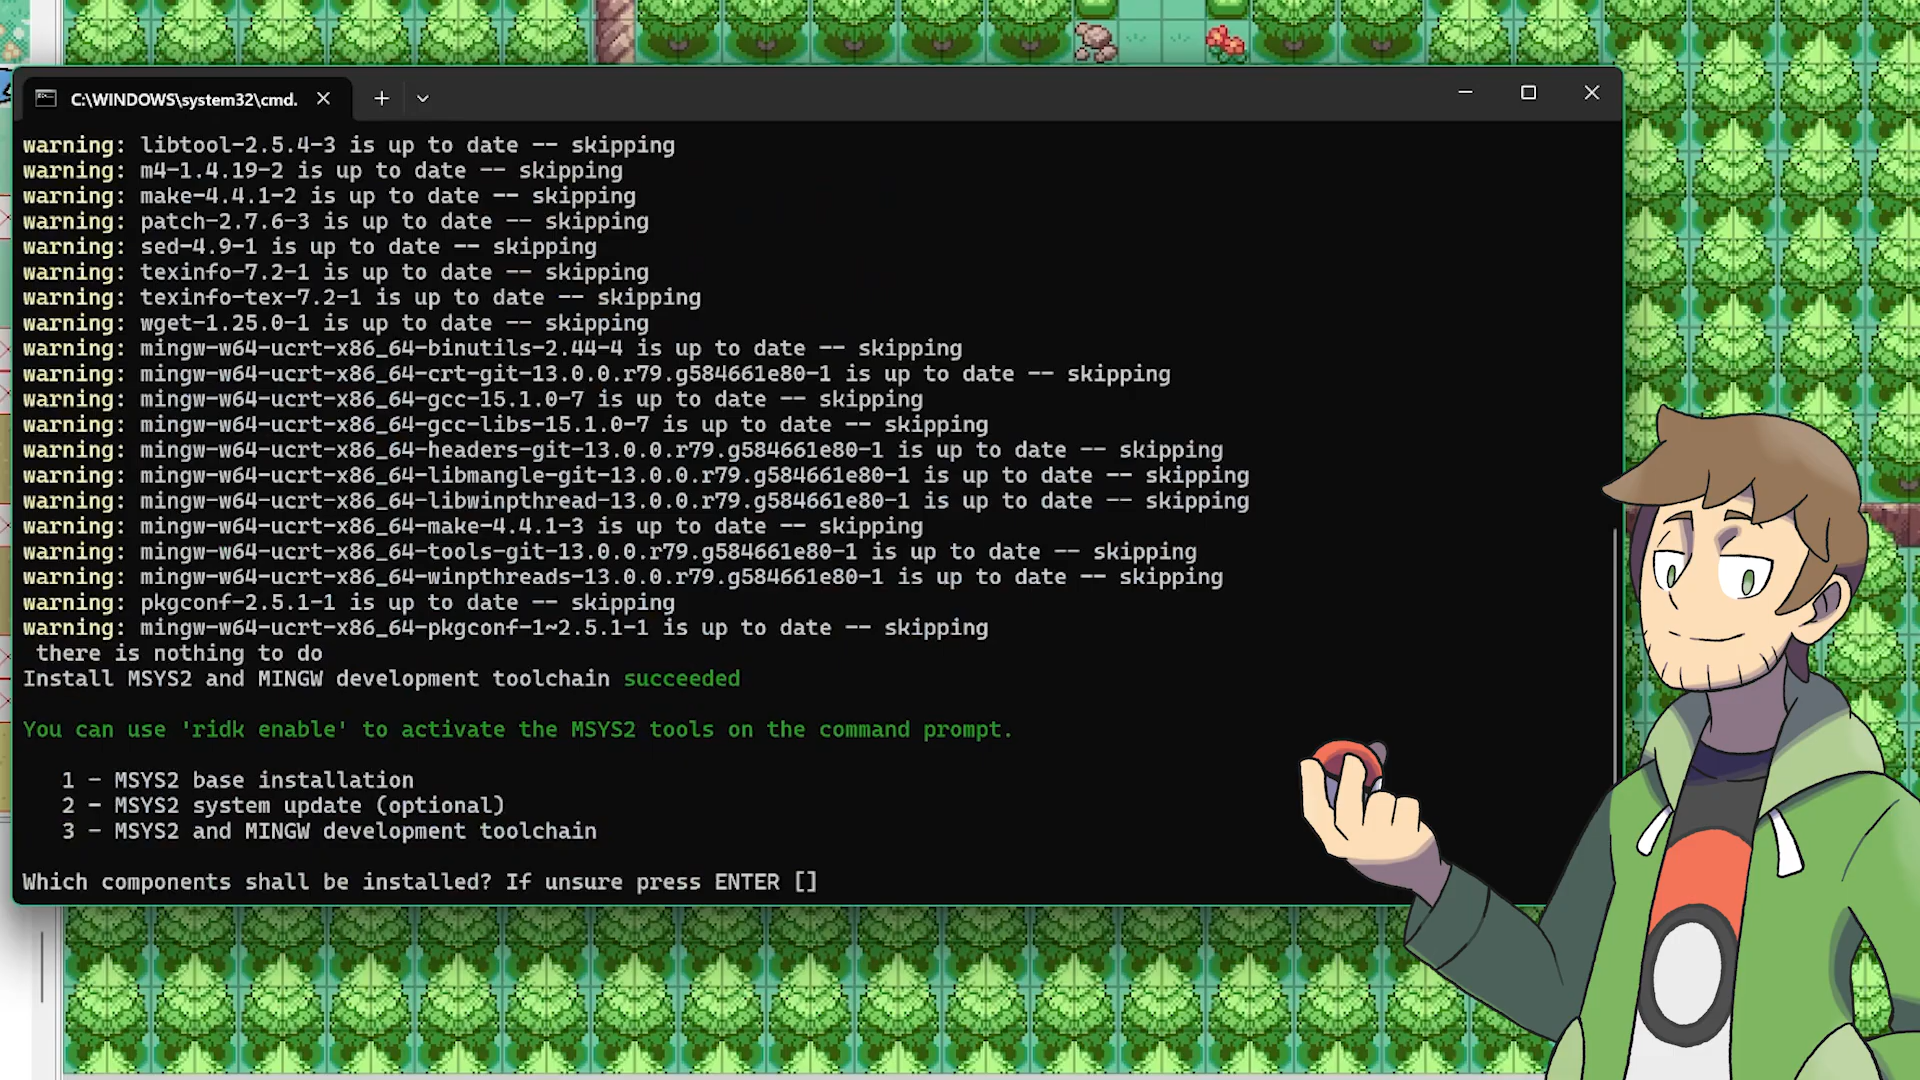 C:\WINDOWS\system32\cmd.
warning: libtool-2.5.4-3 is up to date -- skipping
warning: m4-1.4.19-2 is up to date -- skipping
warning: make-4.4.1-2 is up to date -- skipping
warning: patch-2.7.6-3 is up to date -- skipping
warning: sed-4.9-1 is up to date -- skipping
warning: texinfo-7.2-1 is up to date -- skipping
warning: texinfo-tex-7.2-1 is up to date -- skipping
warning: wget-1.25.0-1 is up to date -- skipping
warning: mingw-w64-ucrt-x86_64-binutils-2.44-4 is up to date -- skipping
warning: mingw-w64-ucrt-x86_64-crt-git-13.0.0.r79.g584661e80-1 is up to date -- skipping
warning: mingw-w64-ucrt-x86_64-gcc-15.1.0-7 is up to date -- skipping
warning: mingw-w64-ucrt-x86_64-gcc-libs-15.1.0-7 is up to date -- skipping
warning: mingw-w64-ucrt-x86_64-headers-git-13.0.0.r79.g584661e80-1 is up to date -- skipping
warning: mingw-w64-ucrt-x86_64-libmangle-git-13.0.0.r79.g584661e80-1 is up to date -- skipping
warning: mingw-w64-ucrt-x86_64-libwinpthread-13.0.0.r79.g584661e80-1 is up to date -- skipping
warning: mingw-w64-ucrt-x86_64-make-4.4.1-3 is up to date -- skipping
warning: mingw-w64-ucrt-x86_64-tools-git-13.0.0.r79.g584661e80-1 is up to date -- skipping
warning: mingw-w64-ucrt-x86_64-winpthreads-13.0.0.r79.g584661e80-1 is up to date -- skipping
warning: pkgconf-2.5.1-1 is up to date -- skipping
warning: mingw-w64-ucrt-x86_64-pkgconf-1~2.5.1-1 is up to date -- skipping
there is nothing to do
Install MSYS2 and MINGW development toolchain succeeded
You can use 'ridk enable' to activate the MSYS2 tools on the command prompt.
1 - MSYS2 base installation
2 - MSYS2 system update (optional)
3 - MSYS2 and MINGW development toolchain
Which components shall be installed? If unsure press ENTER []